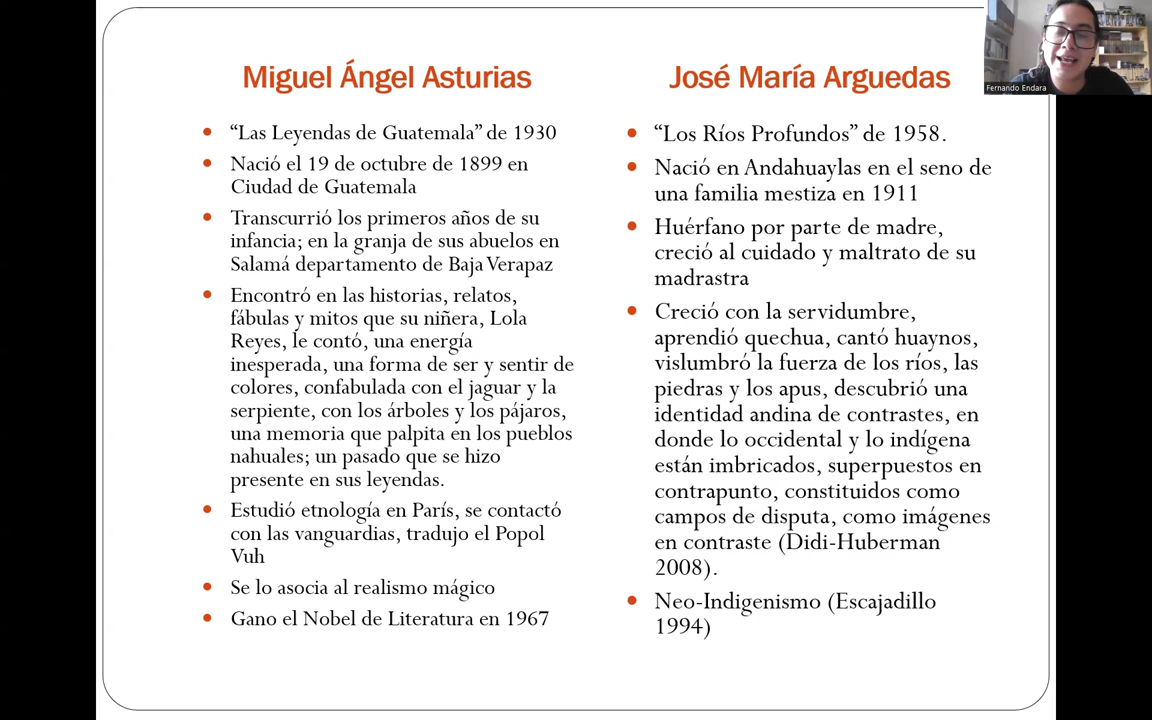 Miguel Ángel Asturias
“Las Leyendas de Guatemala” de 1930
Nació el 19 de octubre de 1899 en
Ciudad de Guatemala
Transcurrió los primeros años de su
infancia; en la granja de sus abuelos en
Salamá departamento de Baja Verapaz
Encontró en las historias, relatos,
fábulas y mitos que su niñera, Lola
Reyes, le contó, una energía
inesperada, una forma de ser y sentir de
colores, confabulada con el jaguar y la
serpiente, con los árboles y los pájaros,
una memoria que palpita en los pueblos
nahuales; un pasado que se hizo
presente en sus leyendas.
Estudió etnología en París, se contactó
con las vanguardias, tradujo el Popol
Vuh
Se lo asocia al realismo mágico
Gano el Nobel de Literatura en 1967
José María Arguedas
“Los Ríos Profundos” de 1958.
Nació en Andahuaylas en el seno de
una familia mestiza en 1911
Huérfano por parte de madre,
creció al cuidado y maltrato de su
madrastra
Creció con la servidumbre,
aprendió quechua, cantó huaynos,
vislumbró la fuerza de los ríos, las
piedras y los apus, descubrió una
identidad andina de contrastes, en
donde lo occidental y lo indígena
están imbricados, superpuestos en
contrapunto, constituidos como
campos de disputa, como imágenes
en contraste (Didi-Huberman
2008).
Neo-Indigenismo (Escajadillo
1994)
Fernando Endara